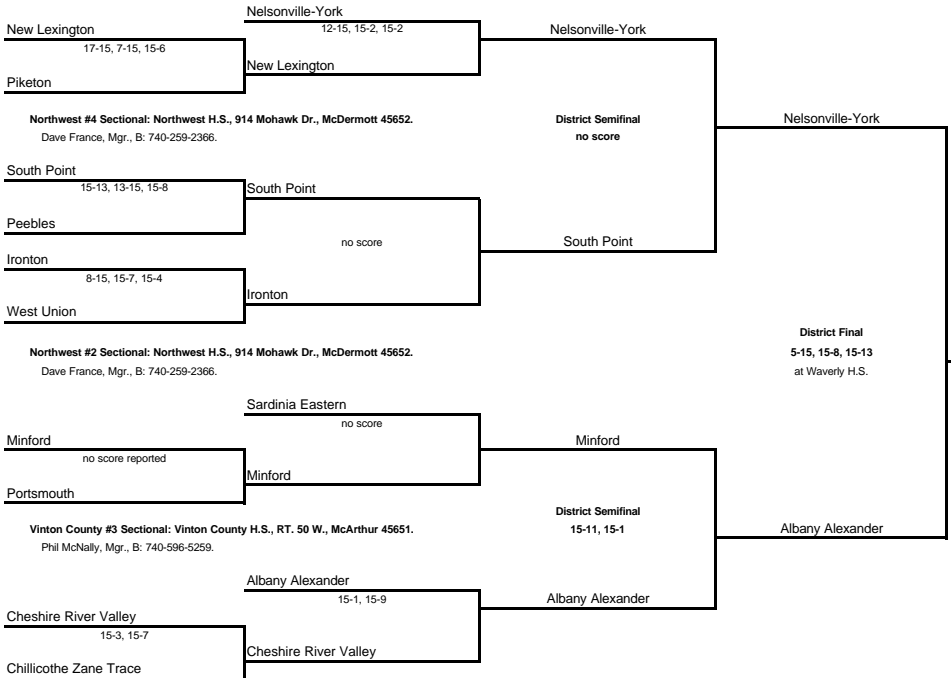 Nelsonville-York
New Lexington
12-15, 15-2, 15-2
Nelsonville-York
17-15, 7-15, 15-6
New Lexington
Piketon
Northwest #4 Sectional: Northwest H.S., 914 Mohawk Dr., McDermott 45652.
District Semifinal
Nelsonville-York
Dave France, Mgr., B: 740-259-2366.
no score
South Point
15-13, 13-15, 15-8
South Point
Peebles
no score
South Point
Ironton
8-15, 15-7, 15-4
Ironton
West Union
District Final
Northwest #2 Sectional: Northwest H.S., 914 Mohawk Dr., McDermott 45652.
5-15, 15-8, 15-13
Dave France, Mgr., B: 740-259-2366.
at Waverly H.S.
Sardinia Eastern
no score
Minford
Minford
no score reported
Minford
Portsmouth
District Semifinal
Vinton County #3 Sectional: Vinton County H.S., RT. 50 W., McArthur 45651.
15-11, 15-1
Albany Alexander
Phil McNally, Mgr., B: 740-596-5259.
Albany Alexander
15-1, 15-9
Albany Alexander
Cheshire River Valley
15-3, 15-7
Cheshire River Valley
Chillicothe Zane Trace